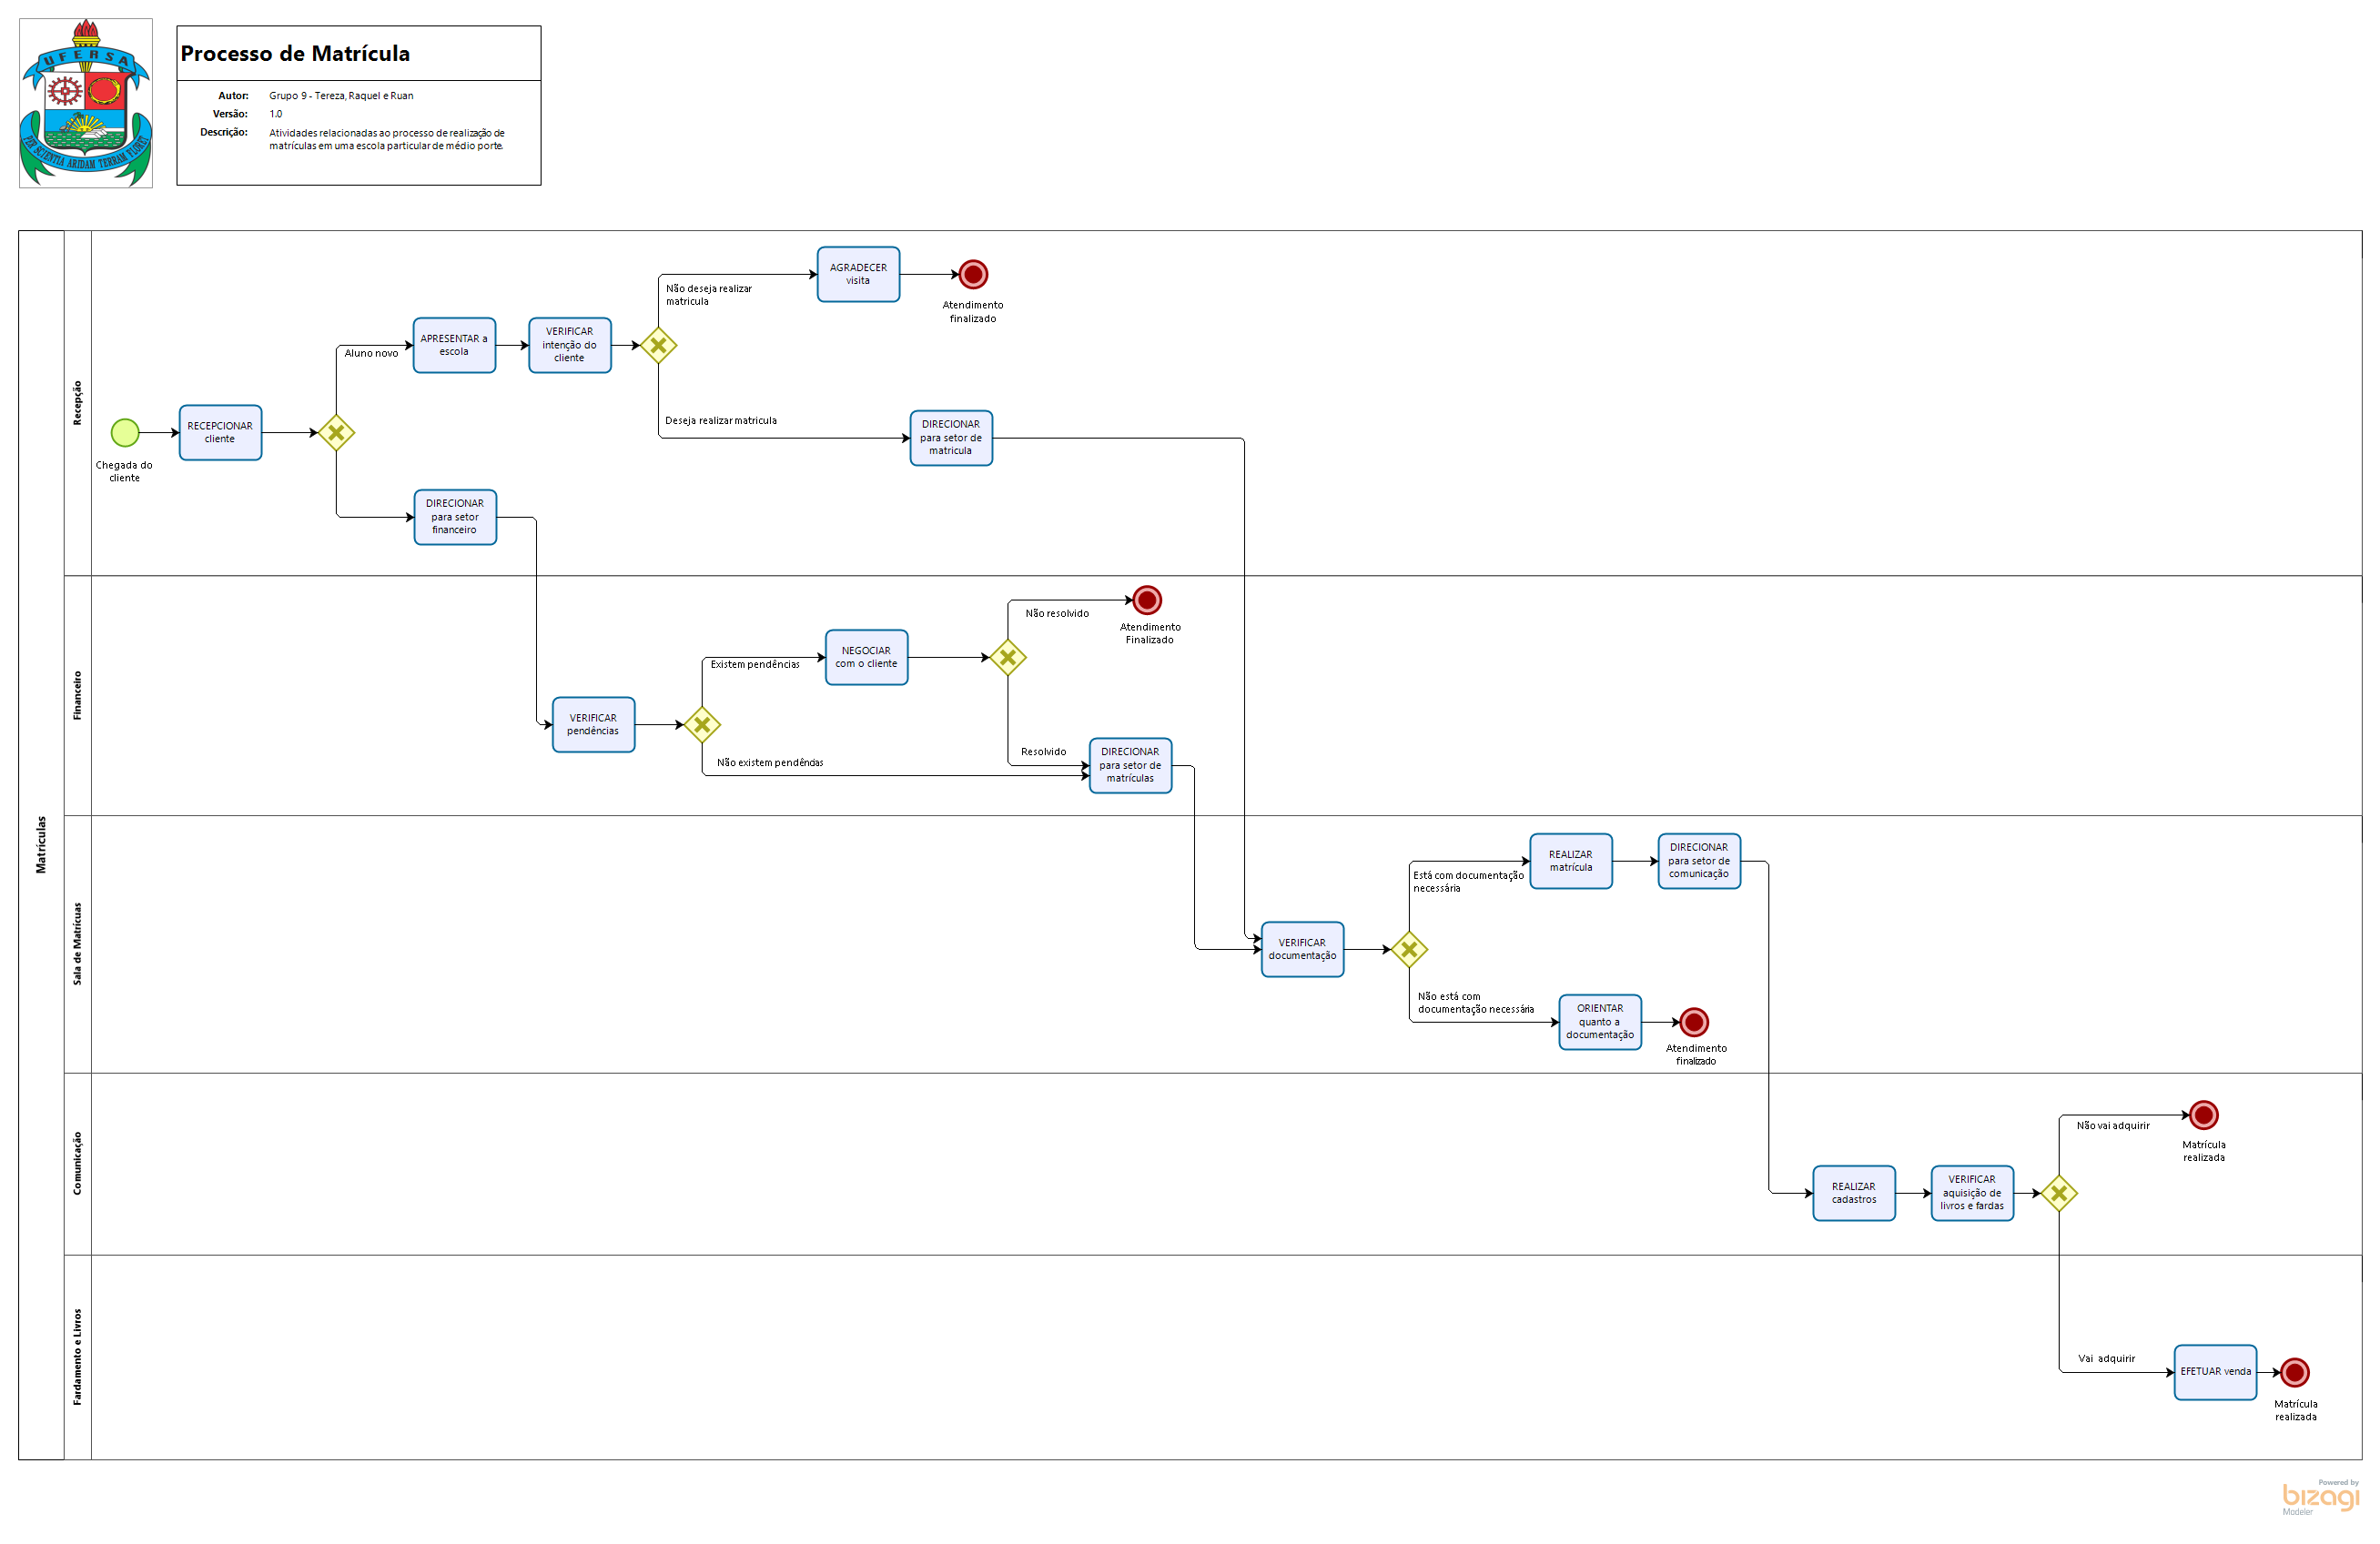 UFERSA
PER SCIENTIA ARIDAM TERRAM FLORET
Processo de Matrícula
Autor: Grupo 9 - Tereza, Raquel e Ruan
Versão: 1.0
Descrição: Atividades relacionadas ao processo de realização de
matrículas em uma escola particular de médio porte.
Matrículas
Recepção
Chegada do
cliente
RECEPCIONAR
cliente
Aluno novo
APRESENTAR a
escola
VERIFICAR
intenção do
cliente
Não deseja realizar
matricula
AGRADECER
visita
Atendimento
finalizado
Deseja realizar matricula
DIRECIONAR
para setor de
matricula
DIRECIONAR
para setor
financeiro
Financeiro
VERIFICAR
pendências
Existem pendências
NEGOCIAR
com o cliente
Não resolvido
Atendimento
Finalizado
Resolvido
Não existem pendências
DIRECIONAR
para setor de
matrículas
Sala de Matrícuas
VERIFICAR
documentação
Está com documentação
necessária
REALIZAR
matrícula
DIRECIONAR
para setor de
comunicação
Não está com
documentação necessária
ORIENTAR
quanto a
documentação
Atendimento
finalizado
Comunicação
REALIZAR
cadastros
VERIFICAR
aquisição de
livros e fardas
Não vai adquirir
Matrícula
realizada
Fardamento e Livros
Vai adquirir
EFETUAR venda
Matrícula
realizada
Powered by
bizagi
Modeler